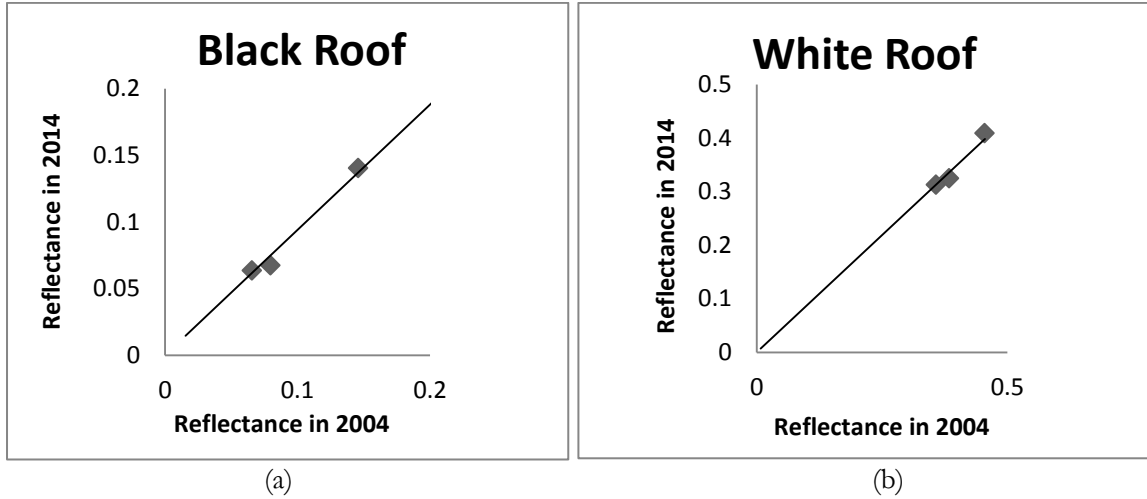 Black Roof
0.2
0.15
0.1
0.05
0
0
0.1
0.2
Reflectance in 2014
Reflectance in 2004
(a)
White Roof
0.5
0.4
0.3
0.2
0.1
0
0
0.5
Reflectance in 2014
Reflectance in 2004
(b)